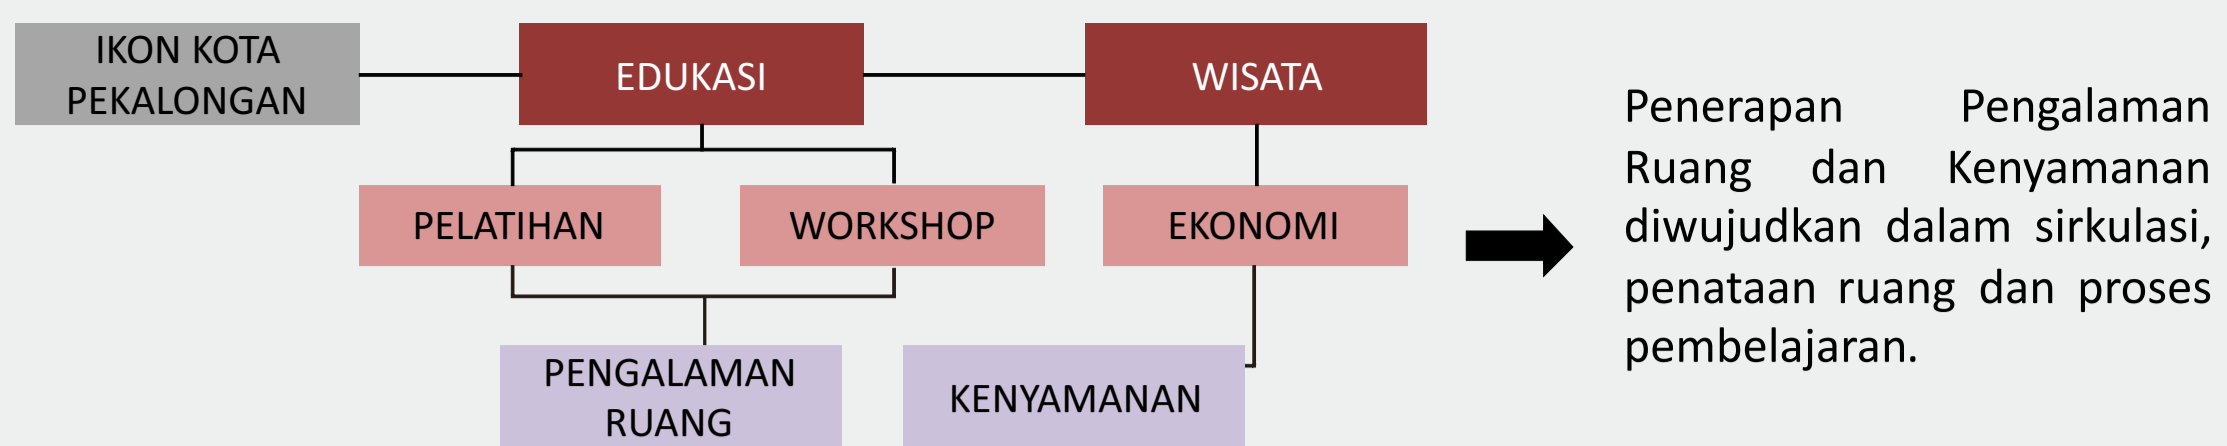 IKON KOTA
PEKALONGAN
EDUKASI
WISATA
PELATIHAN
WORKSHOP
EKONOMI
PENGALAMAN
RUANG
KENYAMANAN
Penerapan Pengalaman
Ruang dan Kenyamanan
diwujudkan dalam sirkulasi,
penataan ruang dan proses
pembelajaran.